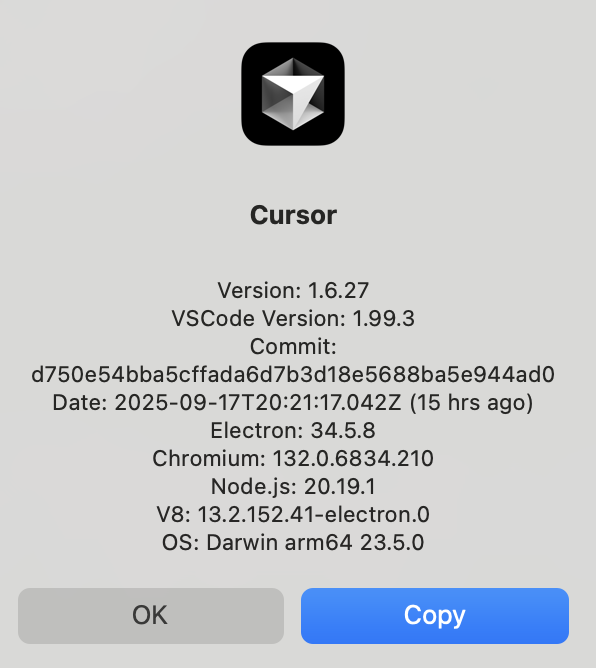 Cursor
Version: 1.6.27
VSCode Version: 1.99.3
Commit:
d750e54bba5cffada6d7b3d18e5688ba5e944ad0
Date: 2025-09-17T20:21:17.042Z (15 hrs ago)
Electron: 34.5.8
Chromium: 132.0.6834.210
Node.js: 20.19.1
V8: 13.2.152.41-electron.0
OS: Darwin arm64 23.5.0
OK
Copy